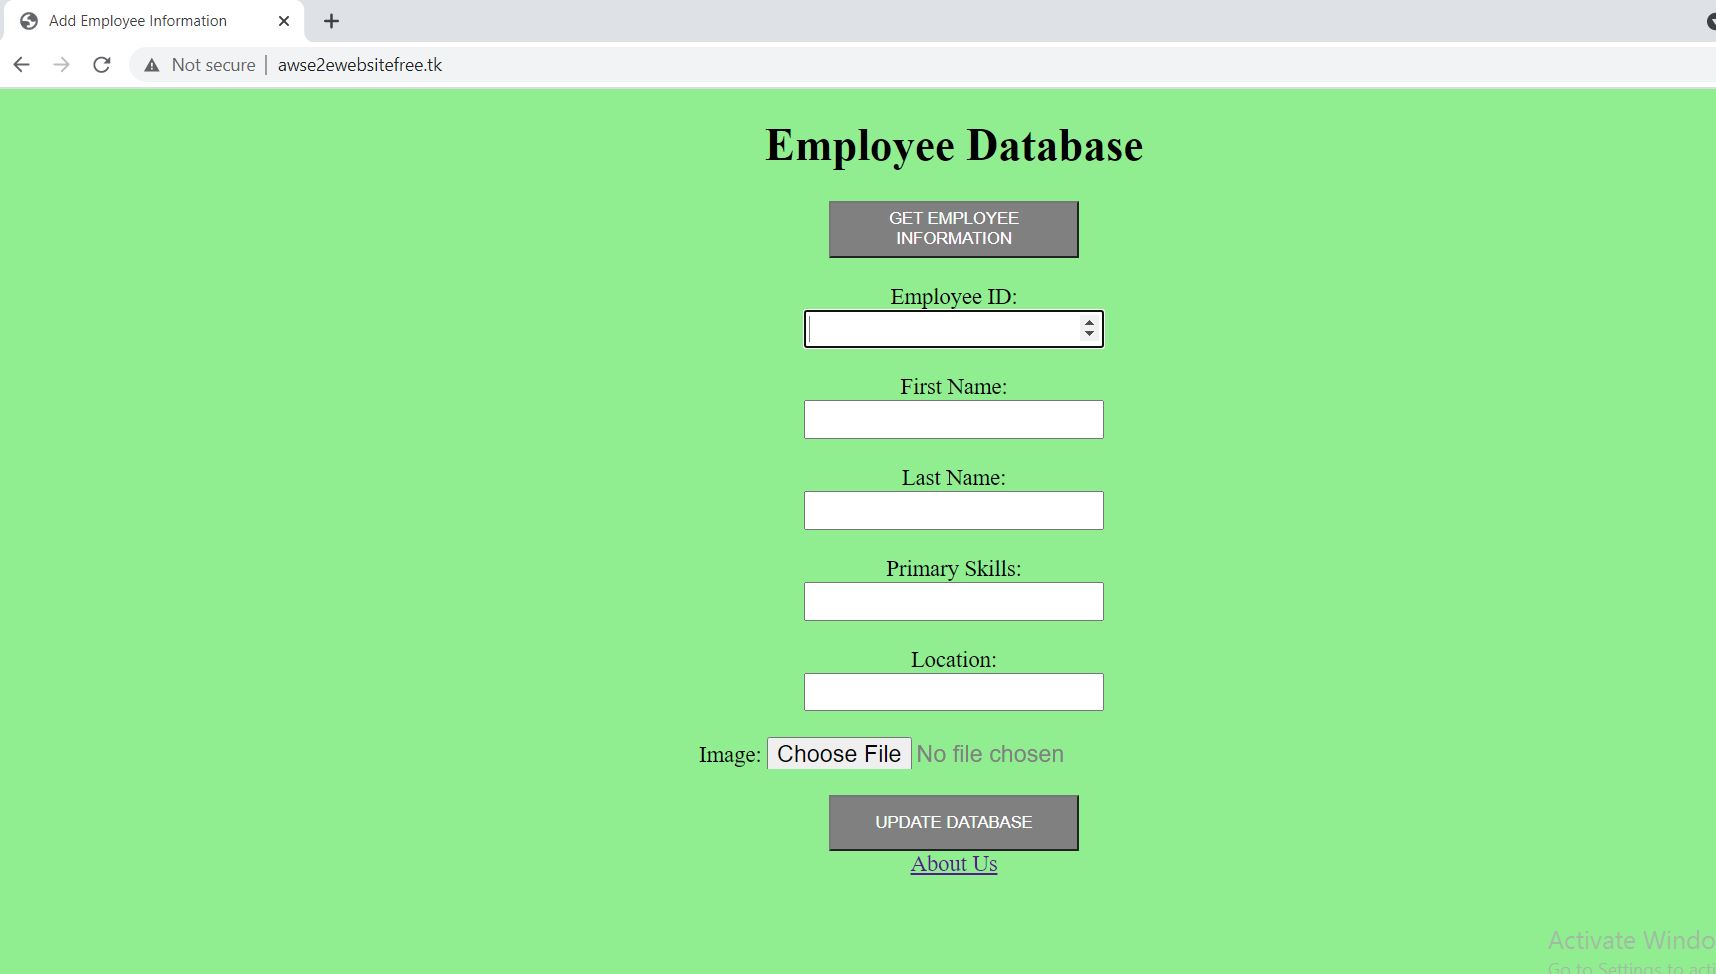 Add Employee Information
Not secure | awse2ewebsitefree.tk
Employee Database
GET EMPLOYEE
INFORMATION
Employee ID:
First Name:
Last Name:
Primary Skills:
Location:
Image: Choose File No file chosen
UPDATE DATABASE
About Us
Activate Windo
Go to Settings to acti